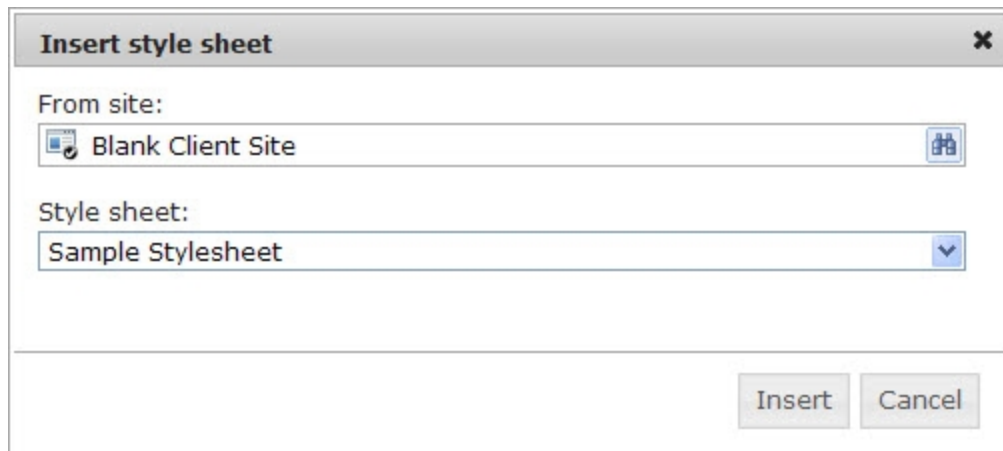 Insert style sheet
From site:
Blank Client Site
Style sheet:
Sample Stylesheet
Insert Cancel